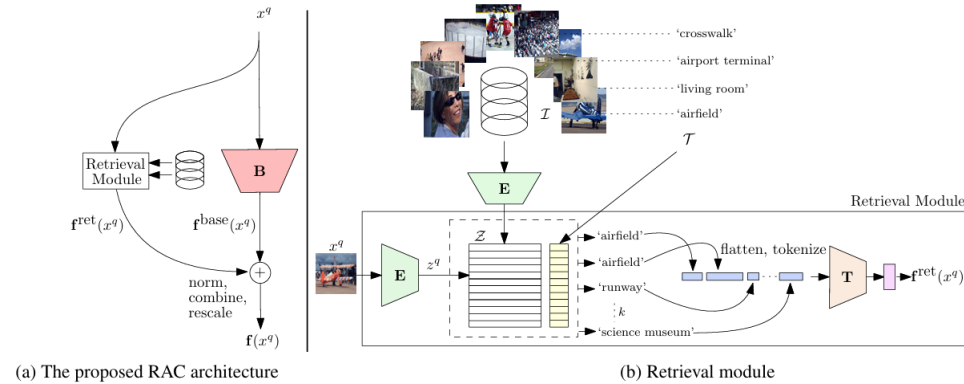 x^q
Retrieval
Module
B
f^ret(x^q)
f^base(x^q)
+
norm,
combine,
rescale
f(x^q)
(a) The proposed RAC architecture
'crosswalk'
'airport terminal'
'living room'
'airfield'
I
T
E
Retrieval Module
x^q
E
z^q
Z
'airfield'
'airfield'
'runway'
⋮ k
'science museum'
flatten, tokenize
...
T
f^ret(x^q)
(b) Retrieval module